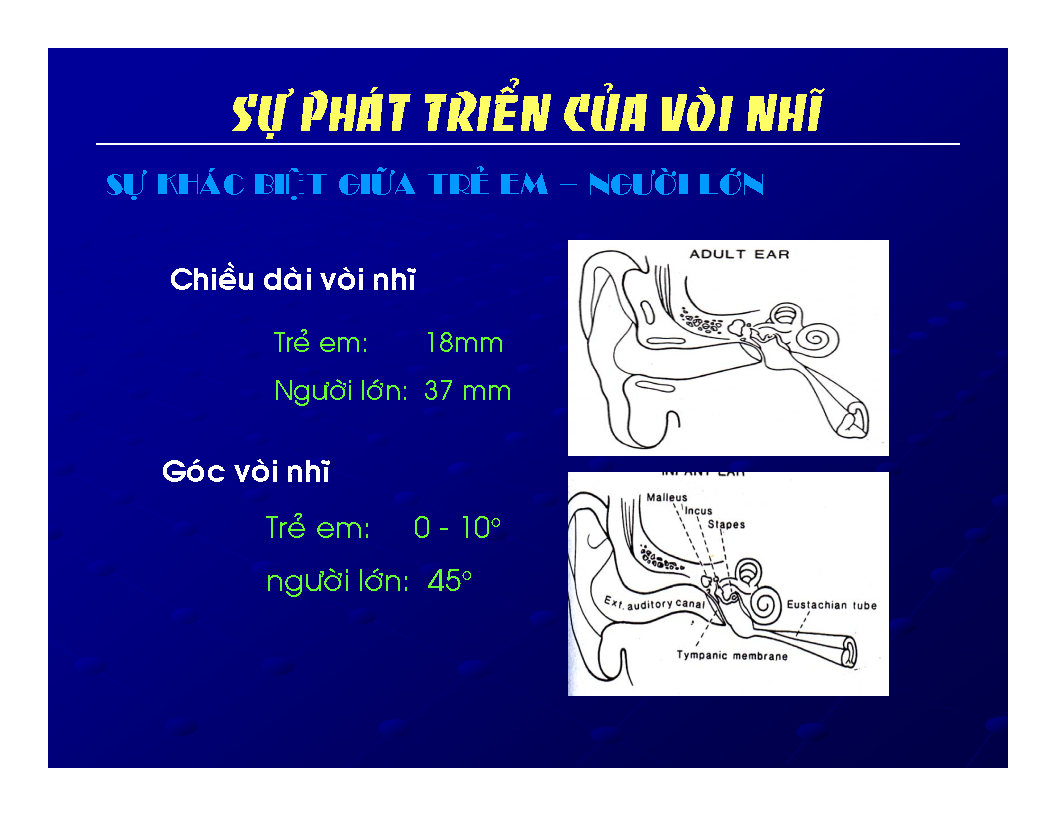 SỰ PHÁT TRIỂN CỦA VÒI NHĨ
SỰ KHÁC BIỆT GIỮA TRẺ EM – NGƯỜI LỚN
Chiều dài vòi nhĩ
Trẻ em: 18mm
Người lớn: 37 mm
Góc vòi nhĩ
Trẻ em: 0 - 10º
người lớn: 45º
ADULT EAR
INFANT EAR
Malleus
Incus
Stapes
Ext. auditory canal
Eustachian tube
Tympanic membrane